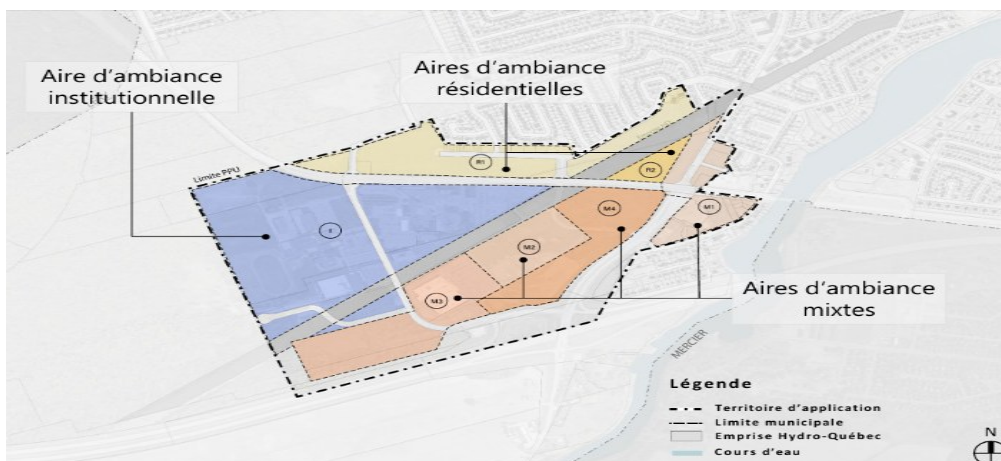 Aire d'ambiance
institutionnelle
Aires d'ambiance
résidentielles
Limite PPU
R1
R2
I
M4
M1
M2
M3
Aires d'ambiance
mixtes
MERCIER
Légende
Territoire d'application
Limite municipale
Emprise Hydro-Québec
Cours d'eau
N